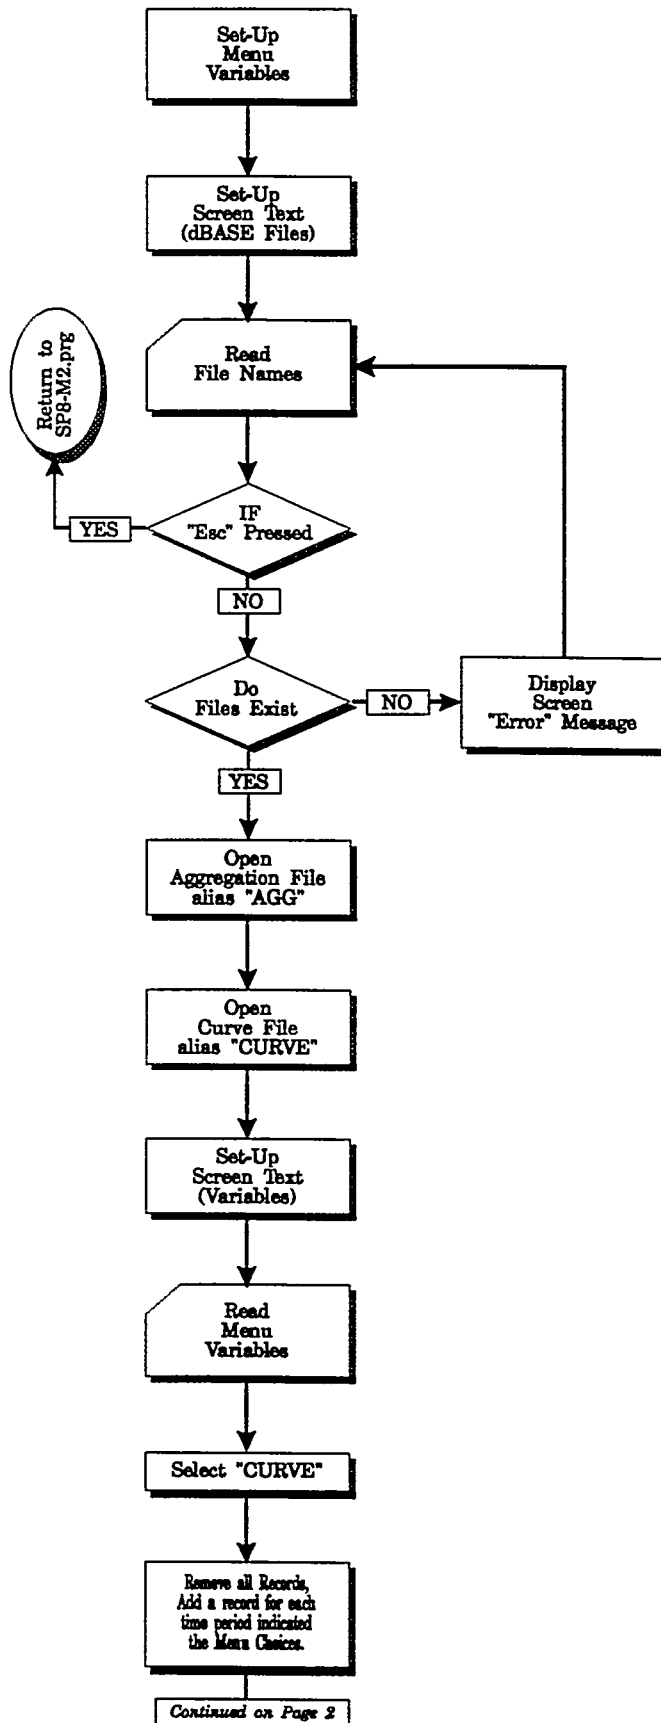 Set-Up
Menu
Variables
Set-Up
Screen Text
(dBASE Files)
Read
File Names
Return to
SP8-M2.prg
IF
"Esc" Pressed
YES
NO
Do
Files Exist
NO
Display
Screen
"Error" Message
YES
Open
Aggregation File
alias "AGG"
Open
Curve File
alias "CURVE"
Set-Up
Screen Text
(Variables)
Read
Menu
Variables
Select "CURVE"
Remove all Records,
Add a record for each
time period indicated
the Menu Choices.
Continued on Page 2